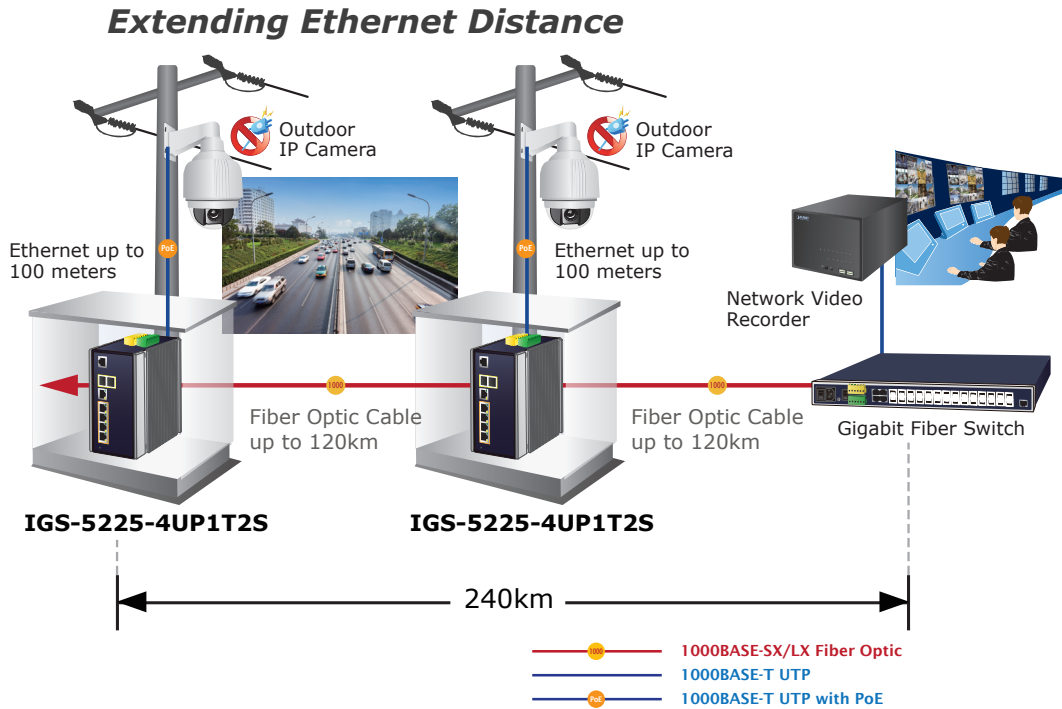 Extending Ethernet Distance
Outdoor
IP Camera
Outdoor
IP Camera
Ethernet up to
100 meters
PoE
Ethernet up to
100 meters
PoE
Network Video
Recorder
1000
1000
Fiber Optic Cable
up to 120km
Fiber Optic Cable
up to 120km
Gigabit Fiber Switch
IGS-5225-4UP1T2S
IGS-5225-4UP1T2S
240km
1000
1000BASE-SX/LX Fiber Optic
1000BASE-T UTP
PoE
1000BASE-T UTP with PoE